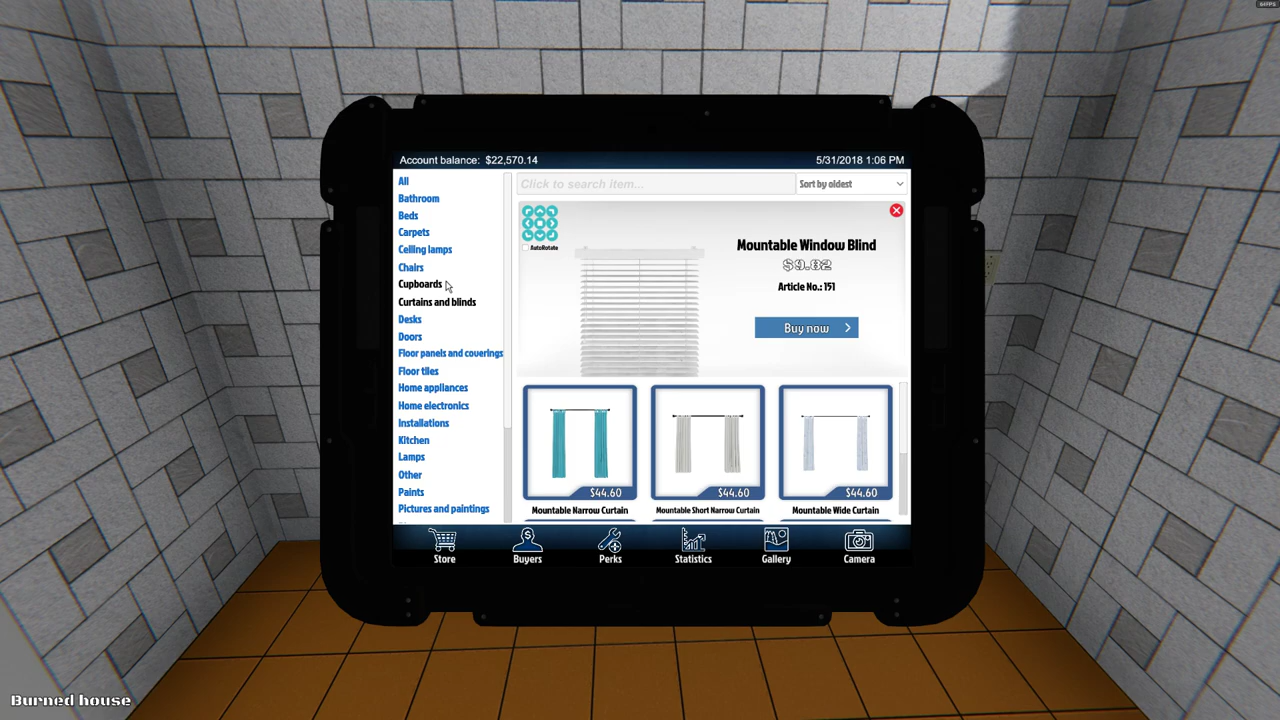 64FPS
Account balance: $22,570.14
5/31/2018 1:06 PM
All
Bathroom
Beds
Carpets
Ceiling lamps
Chairs
Cupboards
Curtains and blinds
Desks
Doors
Floor panels and coverings
Floor tiles
Home appliances
Home electronics
Installations
Kitchen
Lamps
Other
Paints
Pictures and paintings
Click to search item...
Sort by oldest
AutoRotate
Mountable Window Blind
$9.82
Article No.: 151
Buy now
$44.60
$44.60
$44.60
Mountable Narrow Curtain
Mountable Short Narrow Curtain
Mountable Wide Curtain
Store
Buyers
Perks
Statistics
Gallery
Camera
Burned house